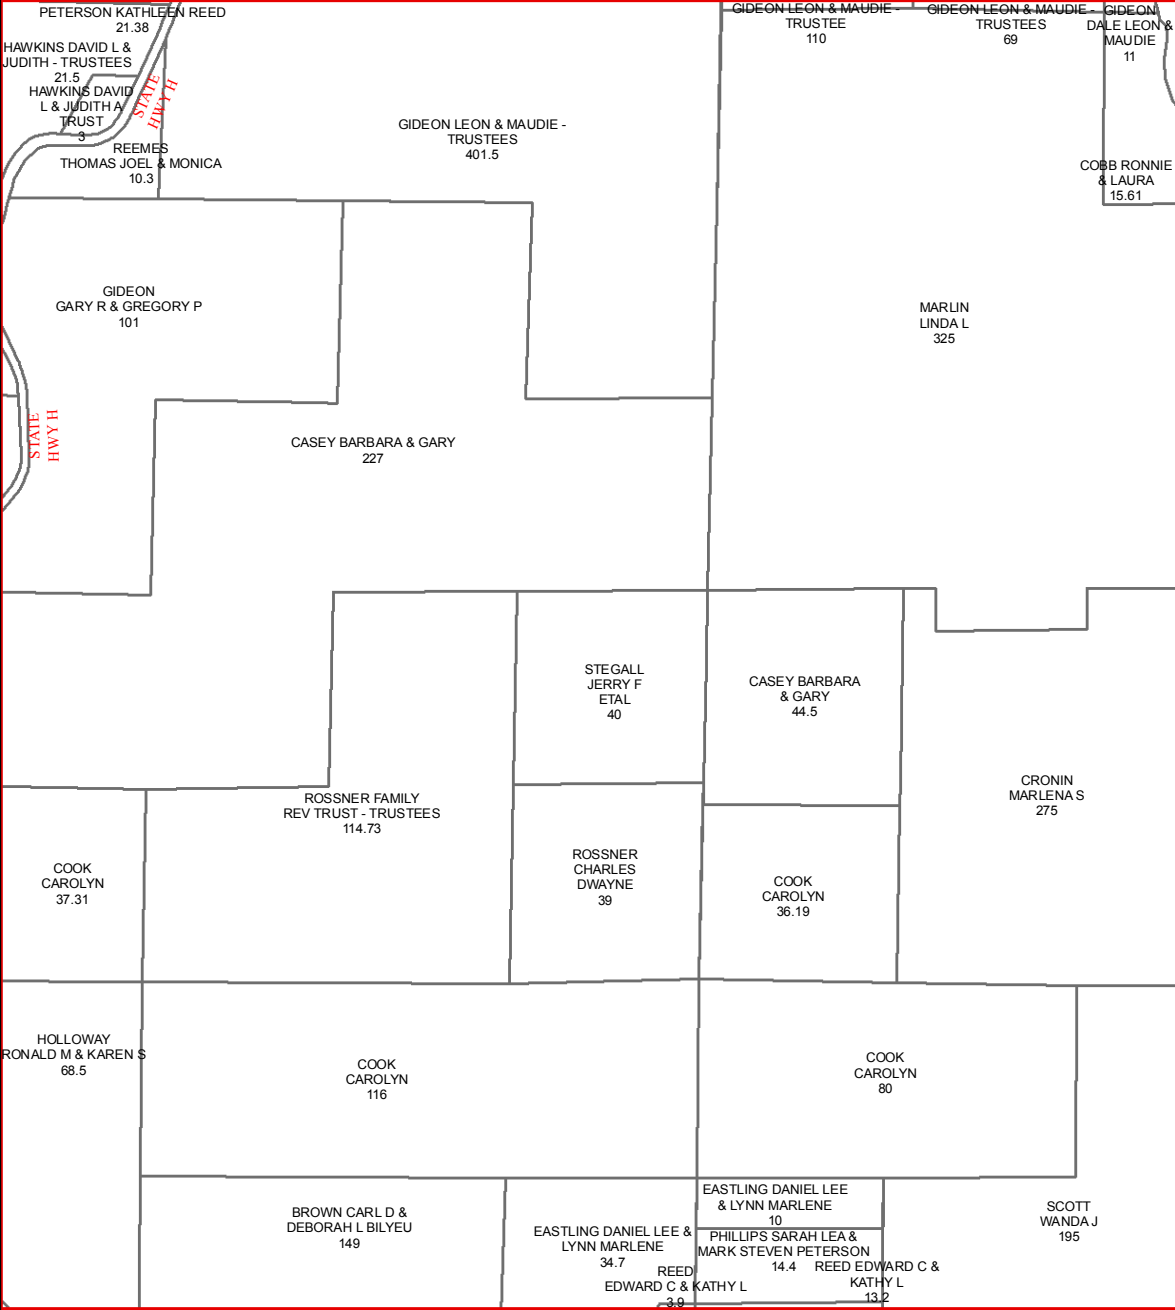 PETERSON KATHLEEN REED
21.38
HAWKINS DAVID L &
JUDITH - TRUSTEES
21.5
HAWKINS DAVID
L & JUDITH A
TRUST
3
STATE
HWY H
REEMES
THOMAS JOEL & MONICA
10.3
GIDEON LEON & MAUDIE -
TRUSTEES
401.5
GIDEON LEON & MAUDIE -
TRUSTEE
110
GIDEON LEON & MAUDIE -
TRUSTEES
69
GIDEON
DALE LEON &
MAUDIE
11
COBB RONNIE
& LAURA
15.61
GIDEON
GARY R & GREGORY P
101
MARLIN
LINDA L
325
STATE
HWY H
CASEY BARBARA & GARY
227
STEGALL
JERRY F
ETAL
40
CASEY BARBARA
& GARY
44.5
CRONIN
MARLENA S
275
ROSSNER FAMILY
REV TRUST - TRUSTEES
114.73
COOK
CAROLYN
37.31
ROSSNER
CHARLES
DWAYNE
39
COOK
CAROLYN
36.19
HOLLOWAY
RONALD M & KAREN S
68.5
COOK
CAROLYN
116
COOK
CAROLYN
80
BROWN CARL D &
DEBORAH L BILYEU
149
EASTLING DANIEL LEE &
LYNN MARLENE
34.7
EASTLING DANIEL LEE
& LYNN MARLENE
10
PHILLIPS SARAH LEA &
MARK STEVEN PETERSON
14.4
SCOTT
WANDA J
195
REED
EDWARD C & KATHY L
3.9
REED EDWARD C &
KATHY L
13.2